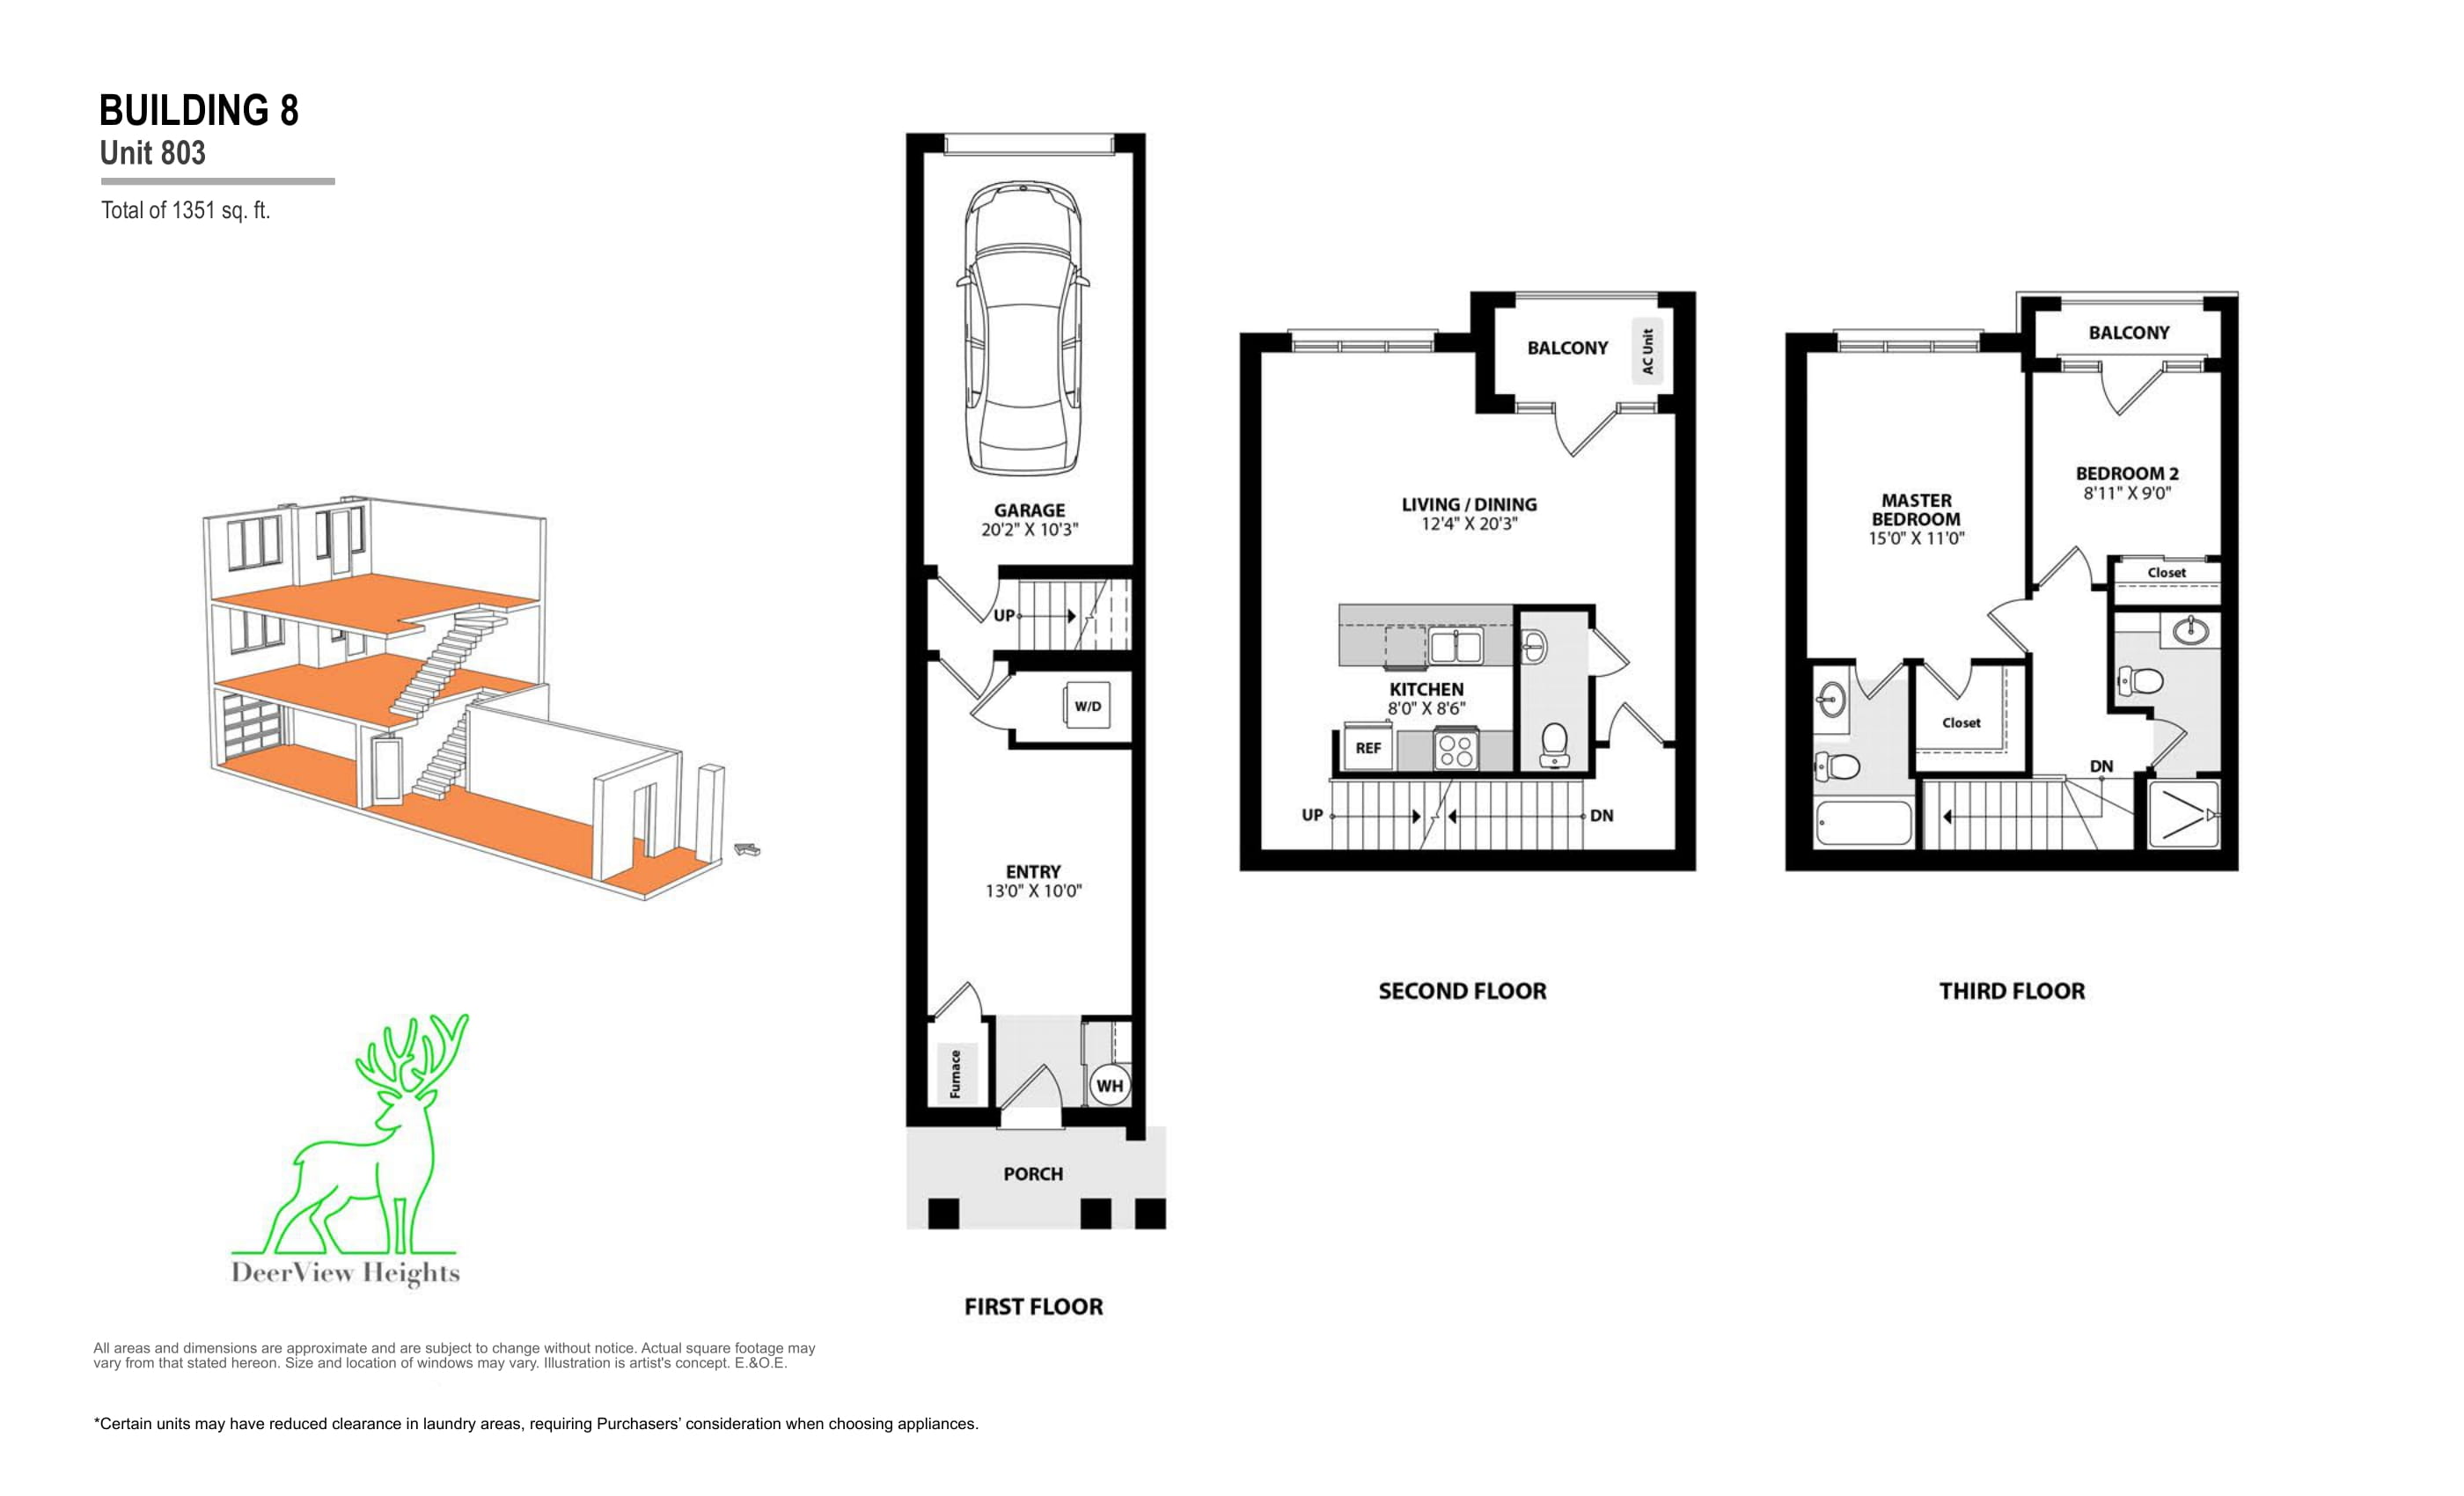 BUILDING 8
Unit 803
Total of 1351 sq. ft.
GARAGE
20'2" X 10'3"
UP
W/D
ENTRY
13'0" X 10'0"
Furnace
WH
PORCH
FIRST FLOOR
BALCONY
AC Unit
LIVING / DINING
12'4" X 20'3"
KITCHEN
8'0" X 8'6"
REF
UP
DN
SECOND FLOOR
BALCONY
BEDROOM 2
8'11" X 9'0"
MASTER
BEDROOM
15'0" X 11'0"
Closet
Closet
DN
THIRD FLOOR
DeerView Heights
All areas and dimensions are approximate and are subject to change without notice. Actual square footage may
vary from that stated hereon. Size and location of windows may vary. Illustration is artist's concept. E.&O.E.
*Certain units may have reduced clearance in laundry areas, requiring Purchasers’ consideration when choosing appliances.